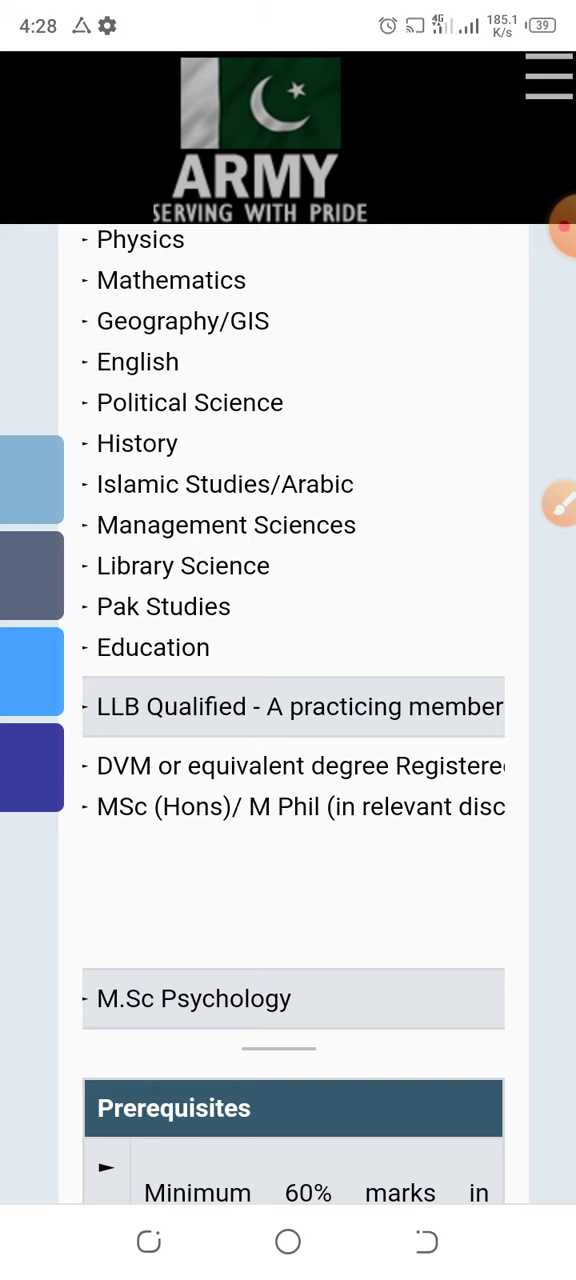 4:28 4G 185.1 K/s 39
ARMY
SERVING WITH PRIDE
Physics
Mathematics
Geography/GIS
English
Political Science
History
Islamic Studies/Arabic
Management Sciences
Library Science
Pak Studies
Education
LLB Qualified - A practicing member
DVM or equivalent degree Registere
MSc (Hons)/ M Phil (in relevant disc
M.Sc Psychology
Prerequisites
Minimum 60% marks in